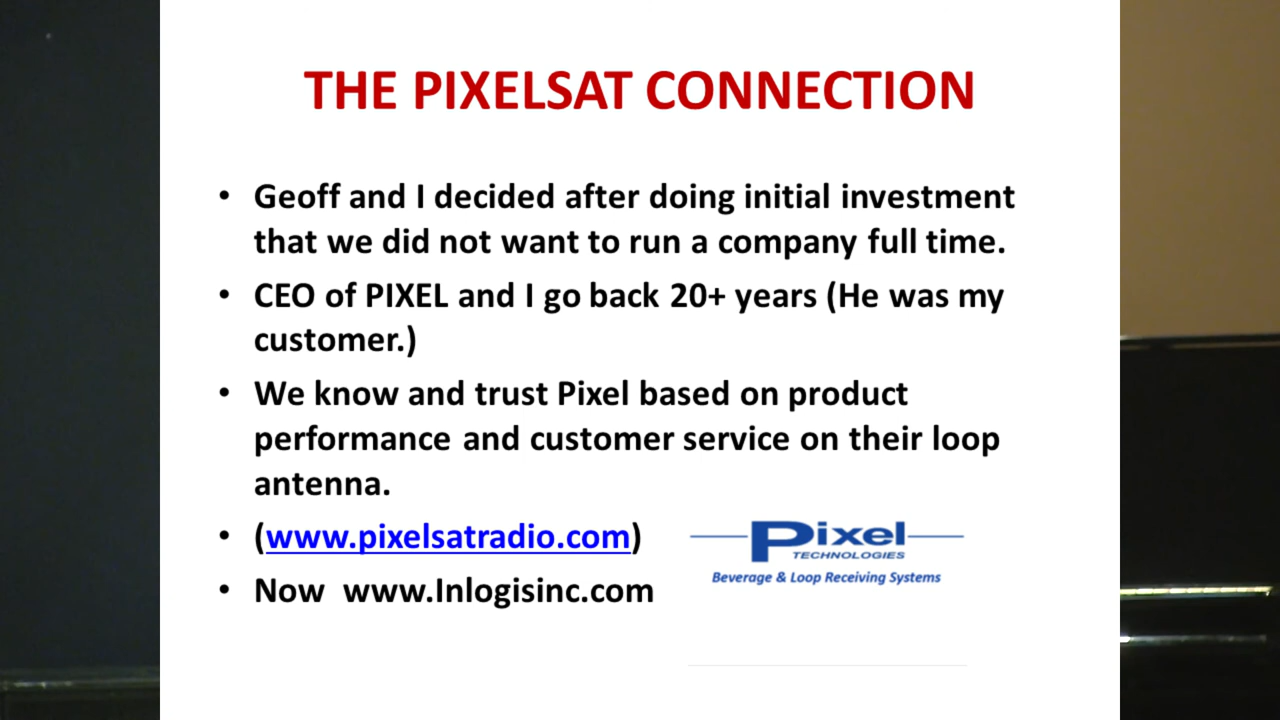 THE PIXELSAT CONNECTION
• Geoff and I decided after doing initial investment
that we did not want to run a company full time.
• CEO of PIXEL and I go back 20+ years (He was my
customer.)
• We know and trust Pixel based on product
performance and customer service on their loop
antenna.
• (www.pixelsatradio.com)
• Now www.Inlogisinc.com
Pixel
TECHNOLOGIES
Beverage & Loop Receiving Systems